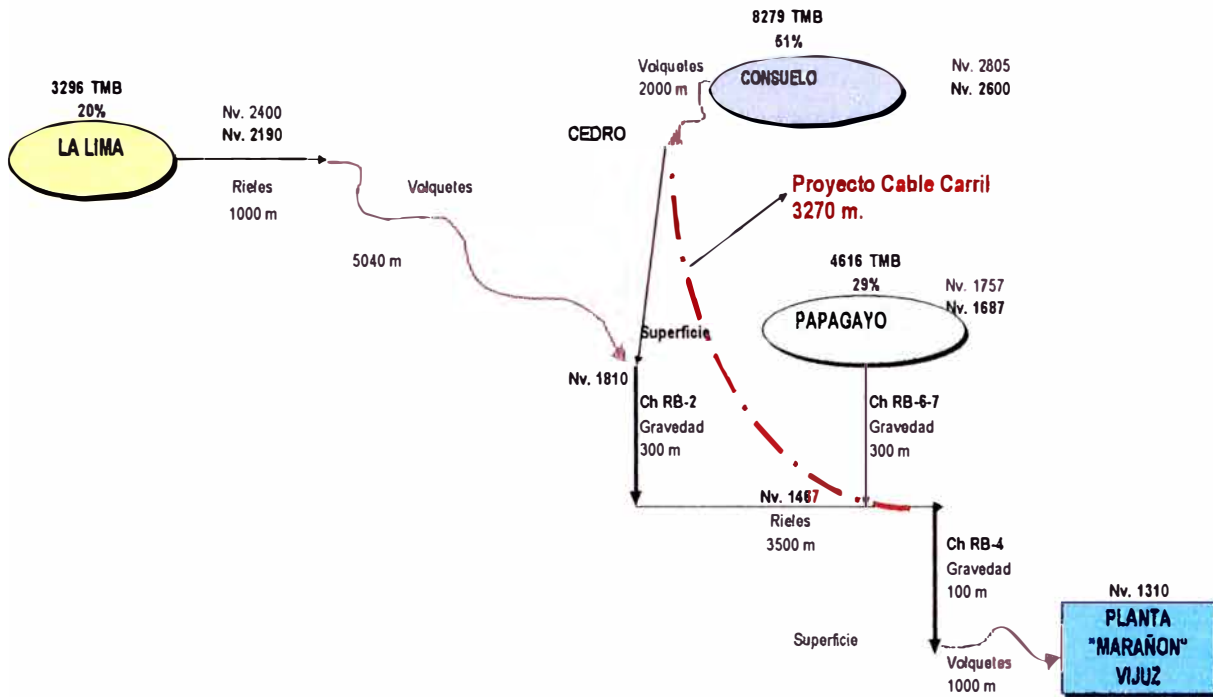 8279 TMB
51%
CONSUELO
Nv. 2805
Nv. 2600
Volquetes
2000 m
3296 TMB
20%
LA LIMA
Nv. 2400
Nv. 2190
Rieles
1000 m
Volquetes
5040 m
CEDRO
Proyecto Cable Carril
3270 m.
4616 TMB
29%
PAPAGAYO
Nv. 1757
Nv. 1687
Superficie
Nv. 1810
Ch RB-2
Gravedad
300 m
Ch RB-6-7
Gravedad
300 m
Nv.
Rieles
3500 m
Ch RB-4
Gravedad
100 m
Superficie
Volquetes
1000 m
Nv. 1310
PLANTA
"MARAÑON"
VIJUZ